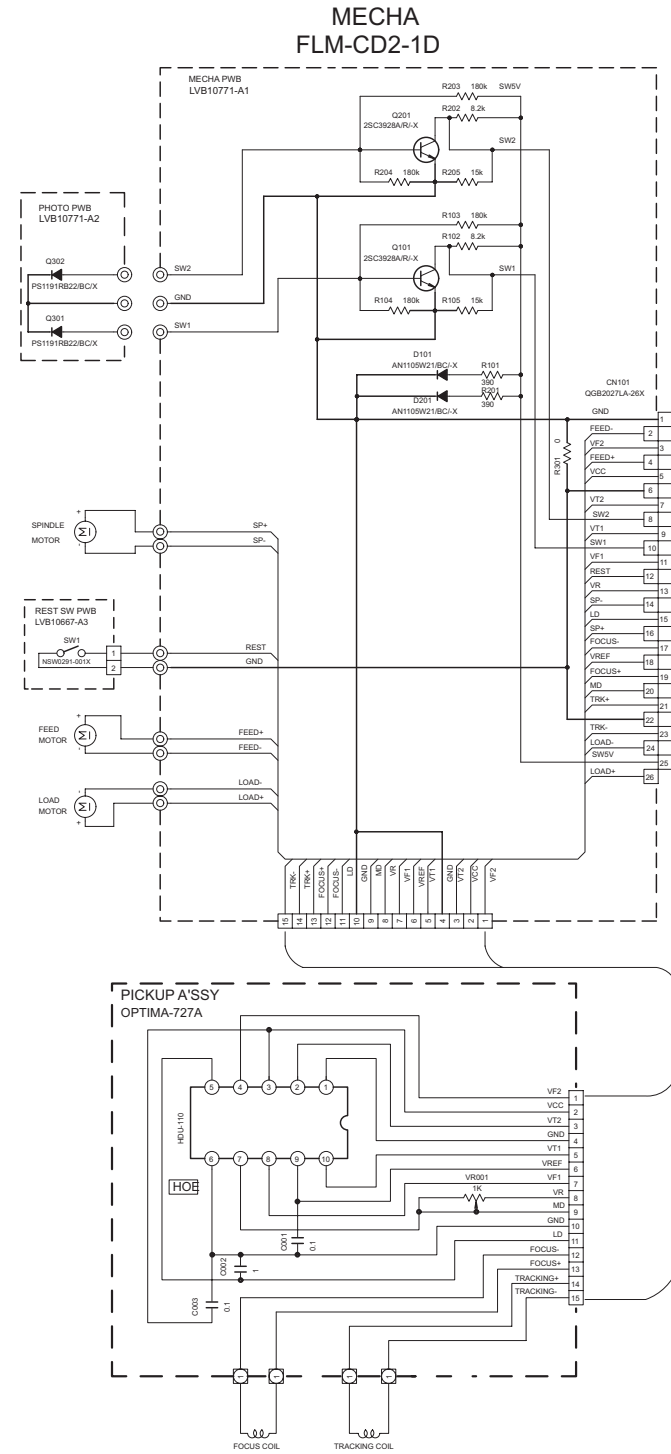 MECHA
FLM-CD2-1D
MECHA PWB
LVB10771-A1
R203 180k
SW5V
R202 8.2k
Q201
2SC3928A/R/-X
SW2
R204 180k
R205 15k
PHOTO PWB
LVB10771-A2
Q302
PS1191RB22/BC/X
Q301
PS1191RB22/BC/X
SW2
GND
SW1
R103 180k
R102 8.2k
Q101
2SC3928A/R/-X
SW1
R104 180k
R105 15k
D101
AN1105W21/BC/-X
R101
390
D201
AN1105W21/BC/-X
R201
390
R301 0
CN101
QGB2027LA-26X
GND 1
FEED- 2
VF2 3
FEED+ 4
VCC 5
6
VT2 7
SW2 8
VT1 9
SW1 10
VF1 11
REST 12
VR 13
SP- 14
LD 15
SP+ 16
FOCUS- 17
VREF 18
FOCUS+ 19
MD 20
TRK+ 21
22
TRK- 23
LOAD- 24
SW5V 25
LOAD+ 26
SPINDLE
MOTOR
+
M
-
SP+
SP-
REST SW PWB
LVB10667-A3
SW1
NSW0291-001X
1
2
REST
GND
FEED
MOTOR
+
M
-
FEED+
FEED-
LOAD
MOTOR
-
M
+
LOAD-
LOAD+
TRK- TRK+ FOCUS+ FOCUS- LD GND MD VR VF1 VREF VT1 GND VT2 VCC VF2
15 14 13 12 11 10 9 8 7 6 5 4 3 2 1
PICKUP A'SSY
OPTIMA-727A
5 4 3 2 1
HDU-110
6 7 8 9 10
HOE
VR001
1K
C001 0.1
C002 1
C003 0.1
VF2 1
VCC 2
VT2 3
GND 4
VT1 5
VREF 6
VF1 7
VR 8
MD 9
GND 10
LD 11
FOCUS- 12
FOCUS+ 13
TRACKING+ 14
TRACKING- 15
1 1 1 1
FOCUS COIL
TRACKING COIL